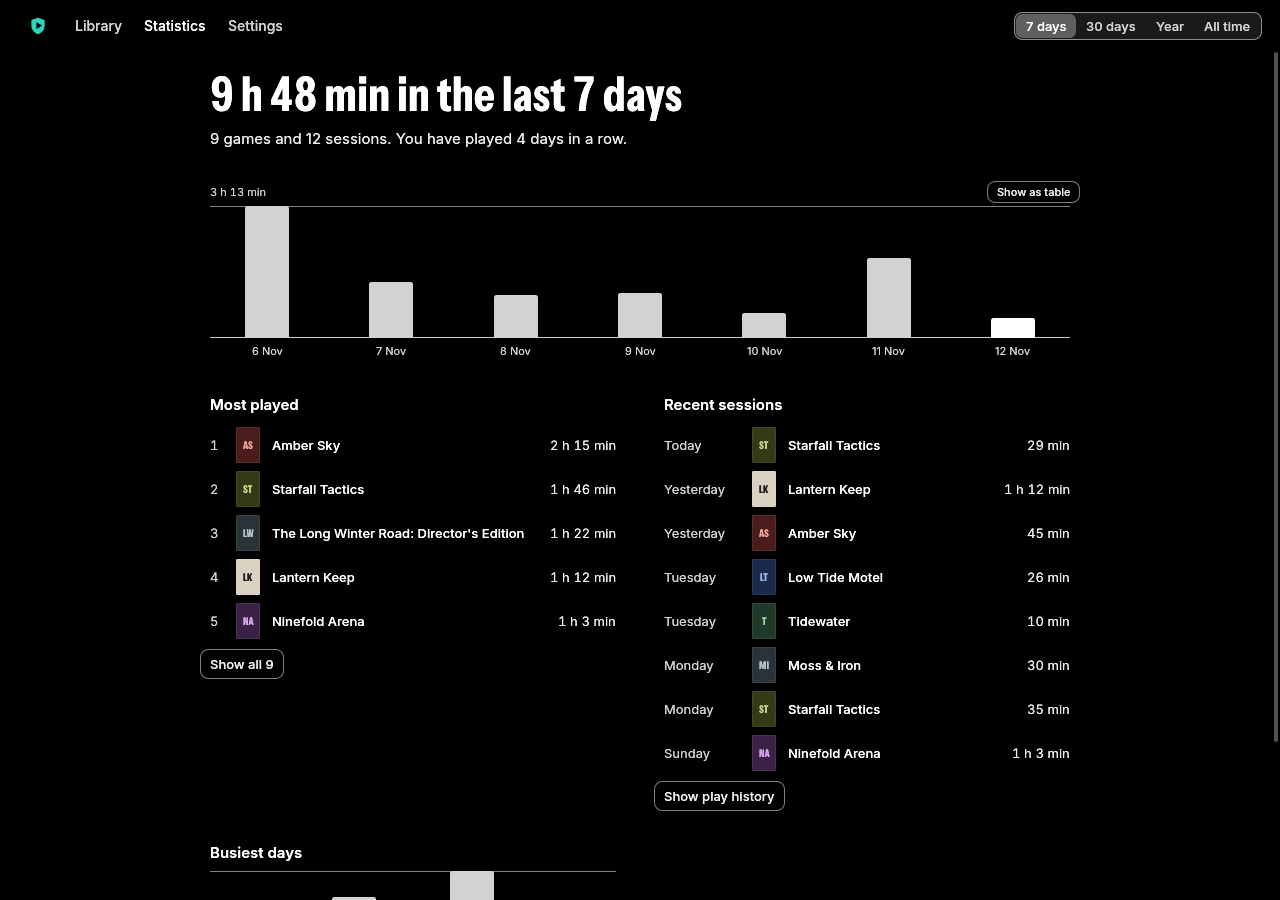 Library Statistics Settings 7 days 30 days Year All time
9 h 48 min in the last 7 days
9 games and 12 sessions. You have played 4 days in a row.
3 h 13 min Show as table
6 Nov 7 Nov 8 Nov 9 Nov 10 Nov 11 Nov 12 Nov
Most played
1 AS Amber Sky 2 h 15 min
2 ST Starfall Tactics 1 h 46 min
3 LW The Long Winter Road: Director's Edition 1 h 22 min
4 LK Lantern Keep 1 h 12 min
5 NA Ninefold Arena 1 h 3 min
Show all 9
Recent sessions
Today ST Starfall Tactics 29 min
Yesterday LK Lantern Keep 1 h 12 min
Yesterday AS Amber Sky 45 min
Tuesday LT Low Tide Motel 26 min
Tuesday T Tidewater 10 min
Monday MI Moss & Iron 30 min
Monday ST Starfall Tactics 35 min
Sunday NA Ninefold Arena 1 h 3 min
Show play history
Busiest days